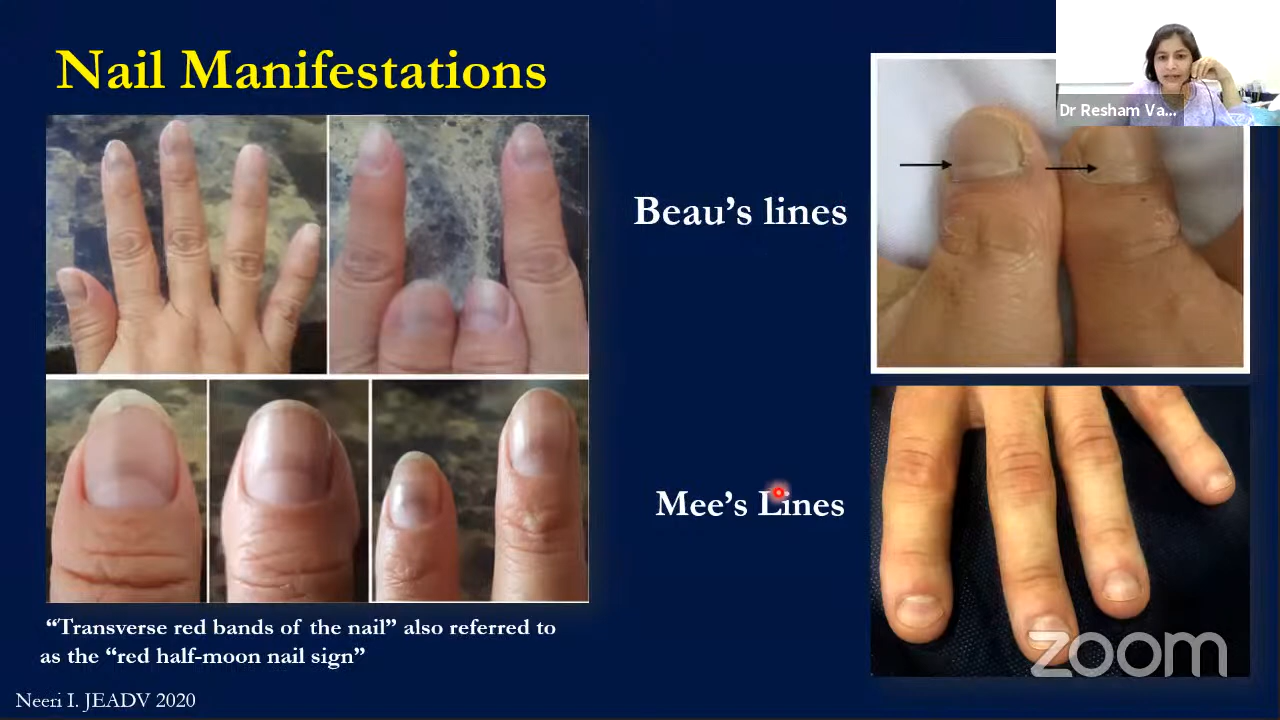 Nail Manifestations
Dr Resham Va...
Beau’s lines
Mee’s Lines
“Transverse red bands of the nail” also referred to
as the “red half-moon nail sign”
Neeri I. JEADV 2020
zoom